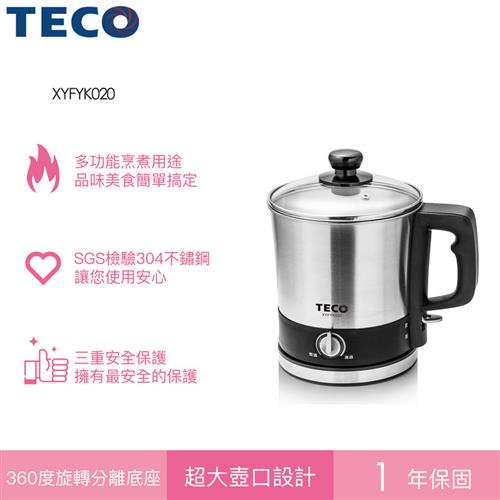 TECO
XYFYK020
多功能烹煮用途
品味美食簡單搞定
SGS檢驗304不鏽鋼
讓您使用安心
三重安全保護
擁有最安全的保護
TECO
XYFYK020
360度旋轉分離底座
超大壺口設計
1 年保固